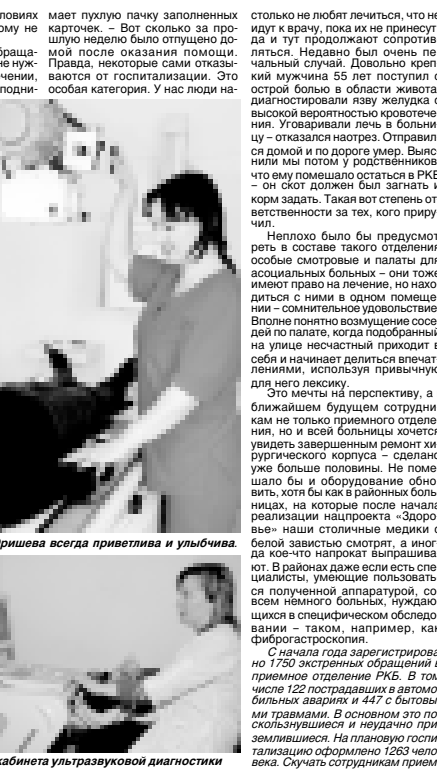 ловиях
ому не
браща-
не нуж-
чении,
подни-
мает пухлую пачку заполненных
карточек. – Вот сколько за про-
шлую неделю было отпущено до-
мой после оказания помощи.
Правда, некоторые сами отказы-
ваются от госпитализации. Это
особая категория. У нас люди на-
ришева всегда приветлива и улыбчива.
кабинета ультразвуковой диагностики
столько не любят лечиться, что не
идут к врачу, пока их не принесут
да и тут продолжают сопротив
ляться. Недавно был очень пе
чальный случай. Довольно креп
кий мужчина 55 лет поступил с
острой болью в области живота
диагностировали язву желудка с
высокой вероятностью кровотече
ния. Уговаривали лечь в больни
цу – отказался наотрез. Отправил
ся домой и по дороге умер. Выяс
нили мы потом у родственников
что ему помешало остаться в РКБ
– он скот должен был загнать и
корм задать. Такая вот степень от
ветственности за тех, кого приру
чил.
Неплохо было бы предусмот
реть в составе такого отделения
особые смотровые и палаты для
асоциальных больных – они тоже
имеют право на лечение, но нахо
диться с ними в одном помеще
нии – сомнительное удовольствие
Вполне понятно возмущение сосе
дей по палате, когда подобранный
на улице несчастный приходит в
себя и начинает делиться впечат
лениями, используя привычную
для него лексику.
Это мечты на перспективу, а
ближайшем будущем сотрудни
кам не только приемного отделе
ния, но и всей больницы хочется
увидеть завершенным ремонт хи
рургического корпуса – сделано
уже больше половины. Не поме
шало бы и оборудование обно
вить, хотя бы как в районных боль
ницах, на которые после начала
реализации нацпроекта «Здоро
вье» наши столичные медики с
белой завистью смотрят, а иног
да кое-что напрокат выпрашива
ют. В районах даже если есть спе
циалисты, умеющие пользовать
ся полученной аппаратурой, со
всем немного больных, нуждаю
щихся в специфическом обследо
вании – таком, например, как
фиброгастроскопия.
С начала года зарегистрирова
но 1750 экстренных обращений в
приемное отделение РКБ. В том
числе 122 пострадавших в автомо
бильных авариях и 447 с бытовы
ми травмами. В основном это по
скользнувшиеся и неудачно при
землившиеся. На плановую госпи
тализацию оформлено 1263 чело
века. Скучать сотрудникам прием